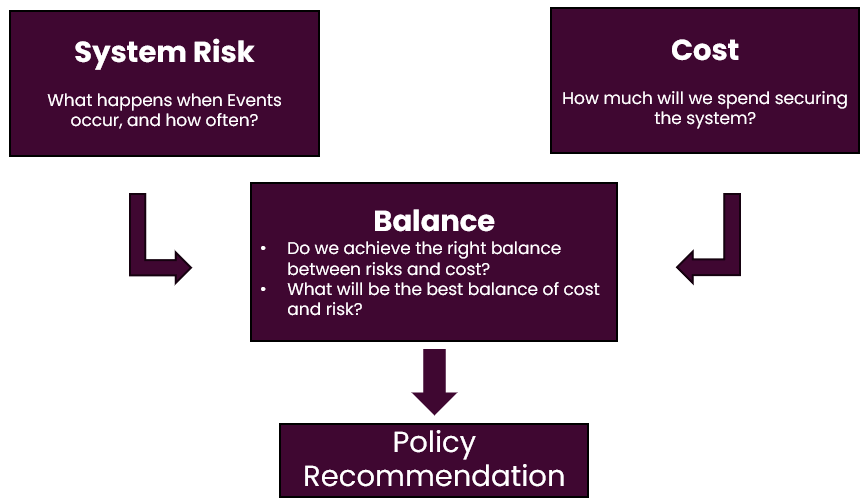 System Risk
What happens when Events
occur, and how often?
Cost
How much will we spend securing
the system?
Balance
• Do we achieve the right balance
between risks and cost?
• What will be the best balance of cost
and risk?
Policy
Recommendation